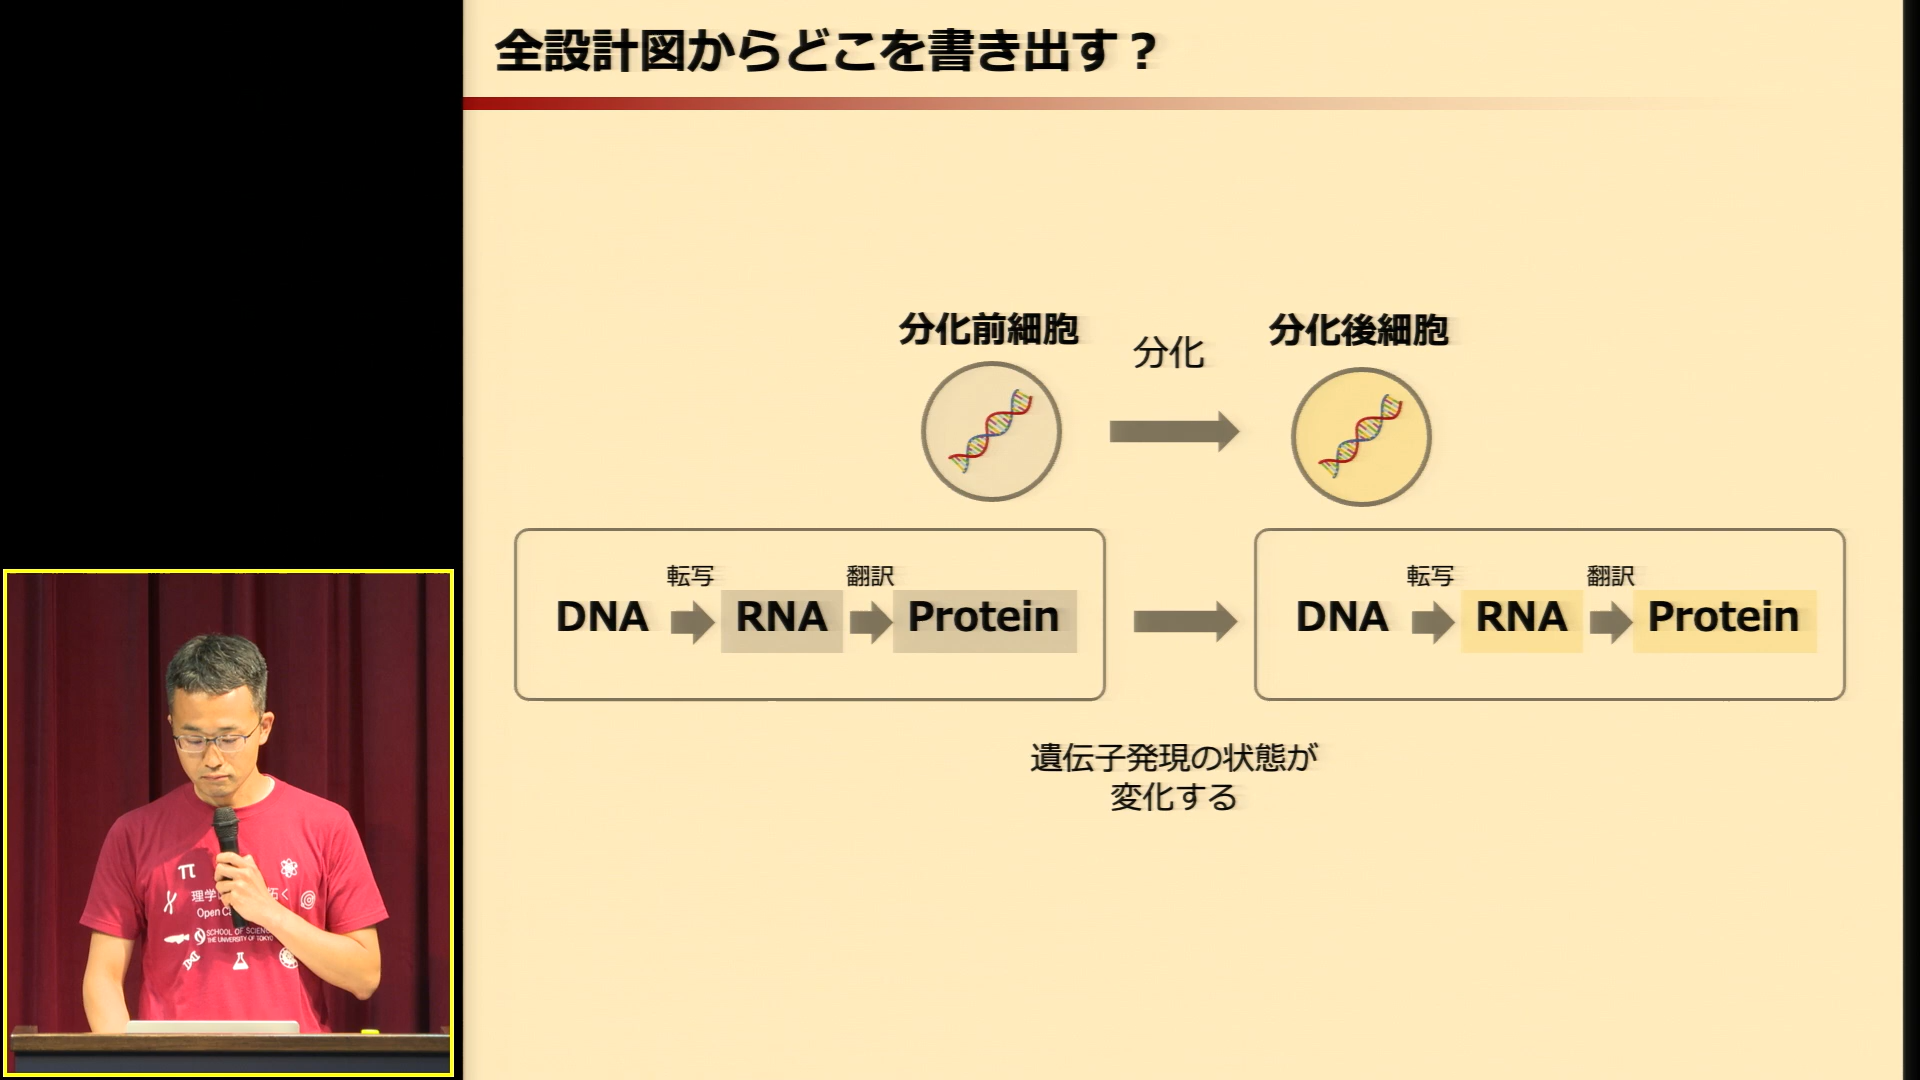 全設計図からどこを書き出す？
分化前細胞
分化
分化後細胞
転写
翻訳
DNA
RNA
Protein
転写
翻訳
DNA
RNA
Protein
遺伝子発現の状態が
変化する
π
理学
拓く
Open
SCHOOL OF SCIEN
THE UNIVERSITY OF TOKYO